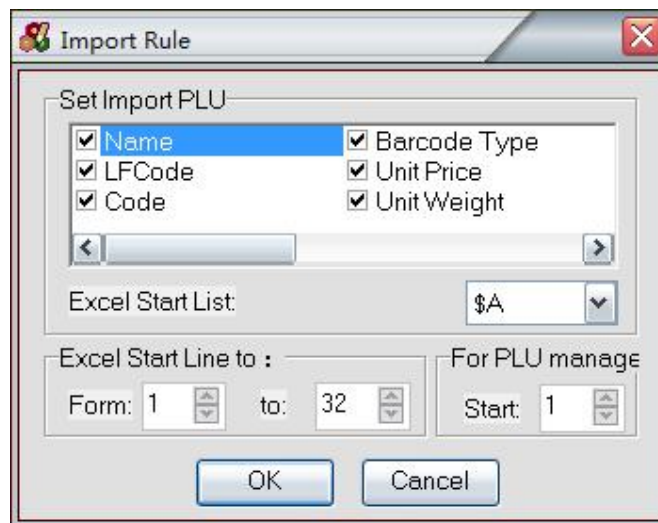 Import Rule
Set Import PLU
Name
Barcode Type
LFCode
Unit Price
Code
Unit Weight
Excel Start List:
$A
Excel Start Line to :
For PLU manage
Form: 1 to: 32
Start: 1
OK
Cancel